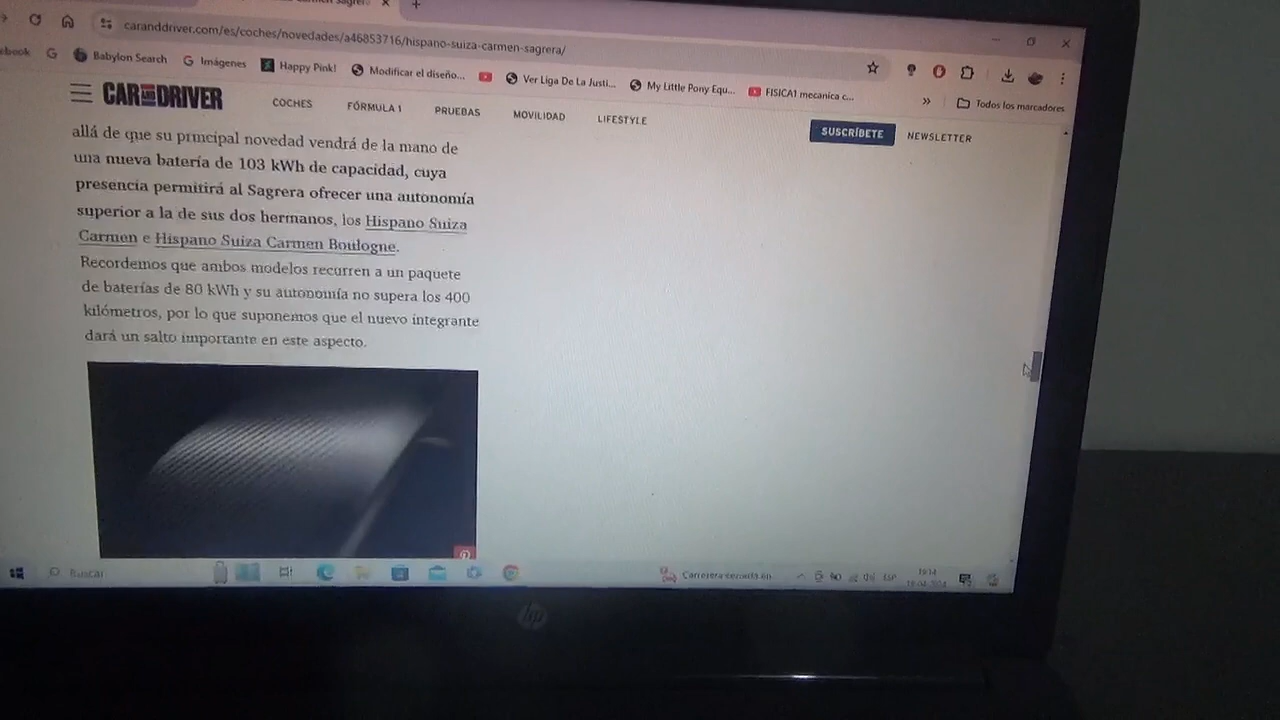 caranddriver.com/es/coches/novedades/a46853716/hispano-suiza-carmen-sagrera/
ebook
Babylon Search
Imágenes
Happy Pink!
Modificar el diseño...
Ver Liga De La Justi...
My Little Pony Equ...
FISICA1 mecanica c...
»
Todos los marcadores
CAR AND DRIVER
COCHES
FÓRMULA 1
PRUEBAS
MOVILIDAD
LIFESTYLE
SUSCRÍBETE
NEWSLETTER
allá de que su principal novedad vendrá de la mano de
una nueva batería de 103 kWh de capacidad, cuya
presencia permitirá al Sagrera ofrecer una autonomía
superior a la de sus dos hermanos, los Hispano Suiza
Carmen e Hispano Suiza Carmen Boulogne.
Recordemos que ambos modelos recurren a un paquete
de baterías de 80 kWh y su autonomía no supera los 400
kilómetros, por lo que suponemos que el nuevo integrante
dará un salto importante en este aspecto.
Buscar
ESP
19:14
hp